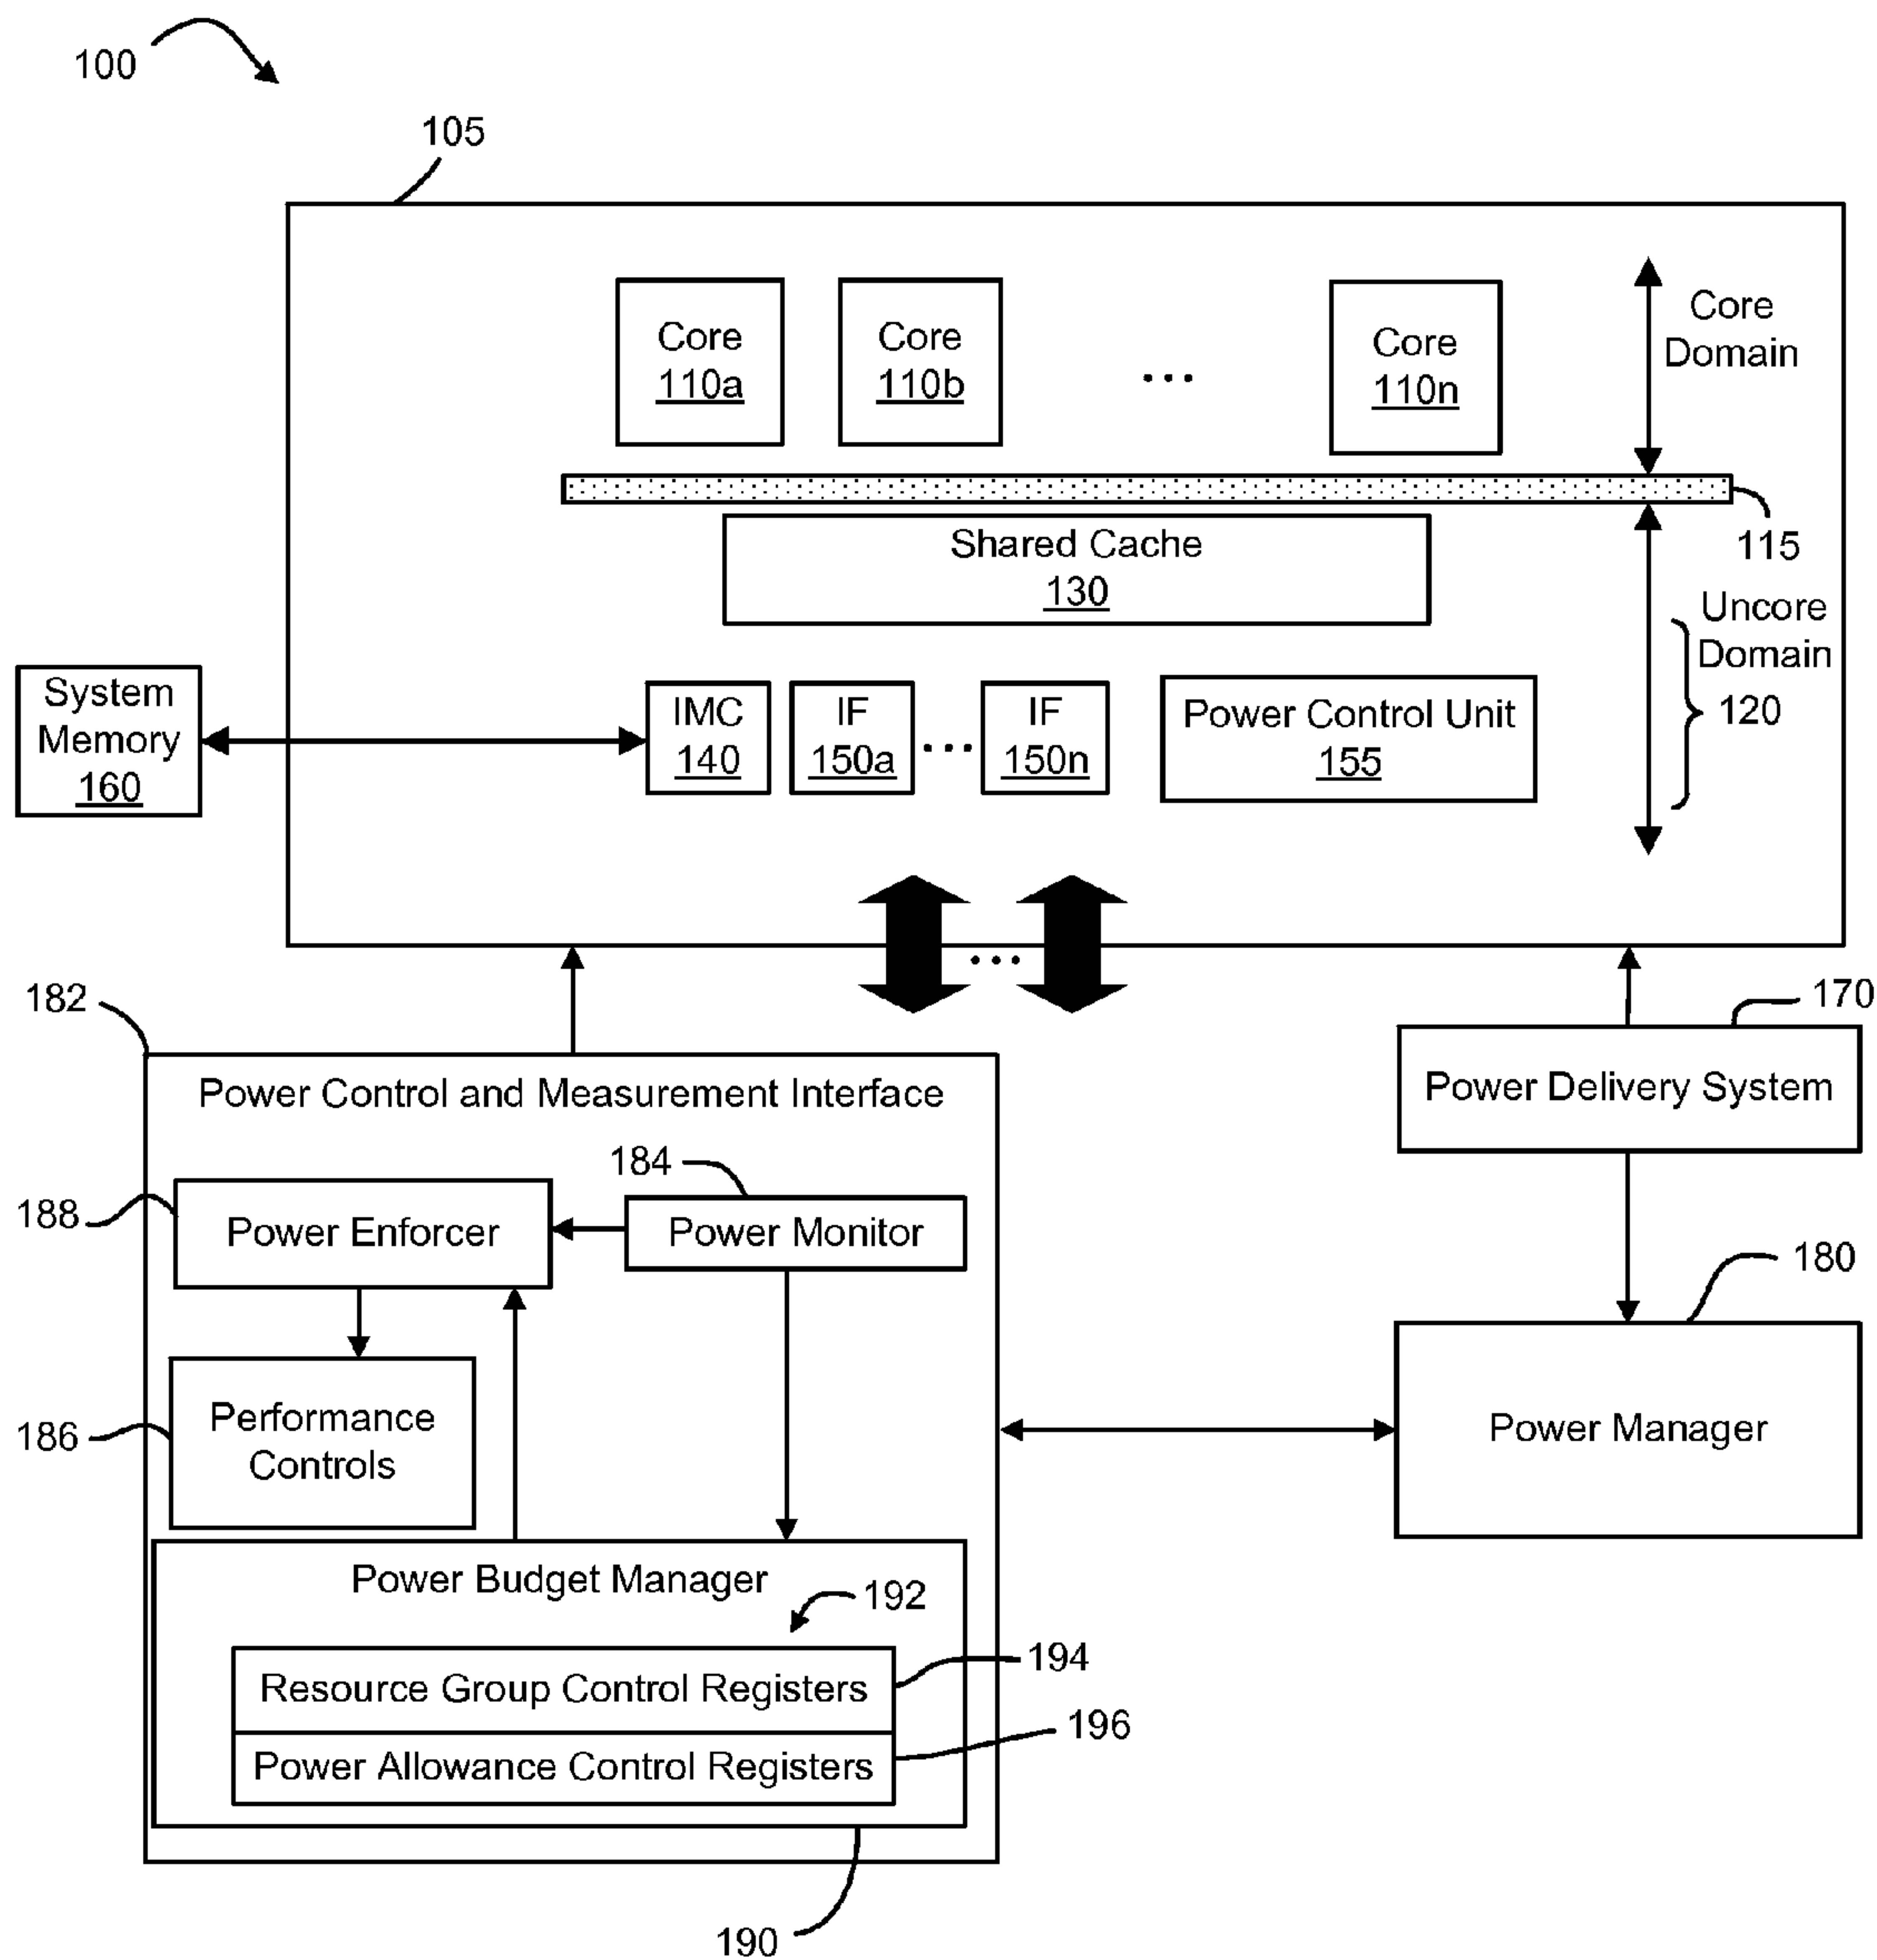 100
105
Core
110a
Core
110b
...
Core
110n
Core
Domain
115
Shared Cache
130
Uncore
Domain
120
System
Memory
160
IMC
140
IF
150a
...
IF
150n
Power Control Unit
155
...
182
170
Power Control and Measurement Interface
Power Delivery System
184
188
Power Enforcer
Power Monitor
180
186
Performance
Controls
Power Manager
Power Budget Manager
192
194
Resource Group Control Registers
196
Power Allowance Control Registers
190